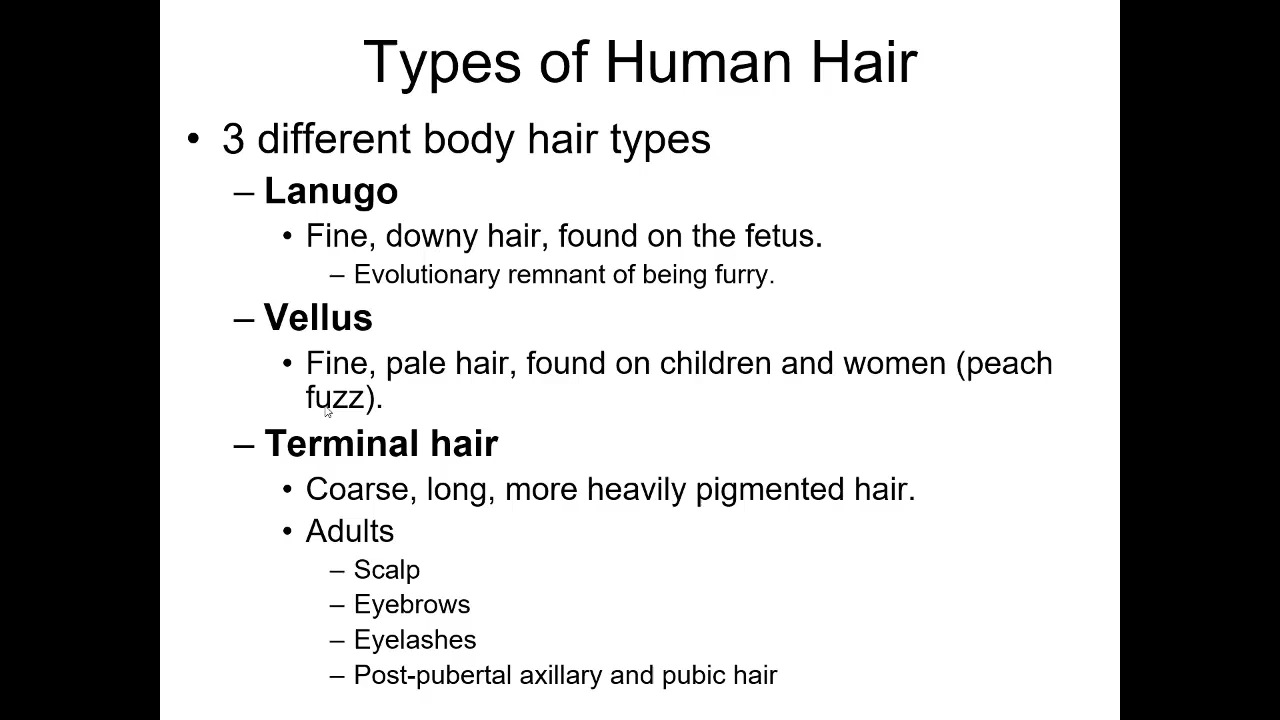 Types of Human Hair
• 3 different body hair types
– Lanugo
• Fine, downy hair, found on the fetus.
– Evolutionary remnant of being furry.
– Vellus
• Fine, pale hair, found on children and women (peach
fuzz).
– Terminal hair
• Coarse, long, more heavily pigmented hair.
• Adults
– Scalp
– Eyebrows
– Eyelashes
– Post-pubertal axillary and pubic hair